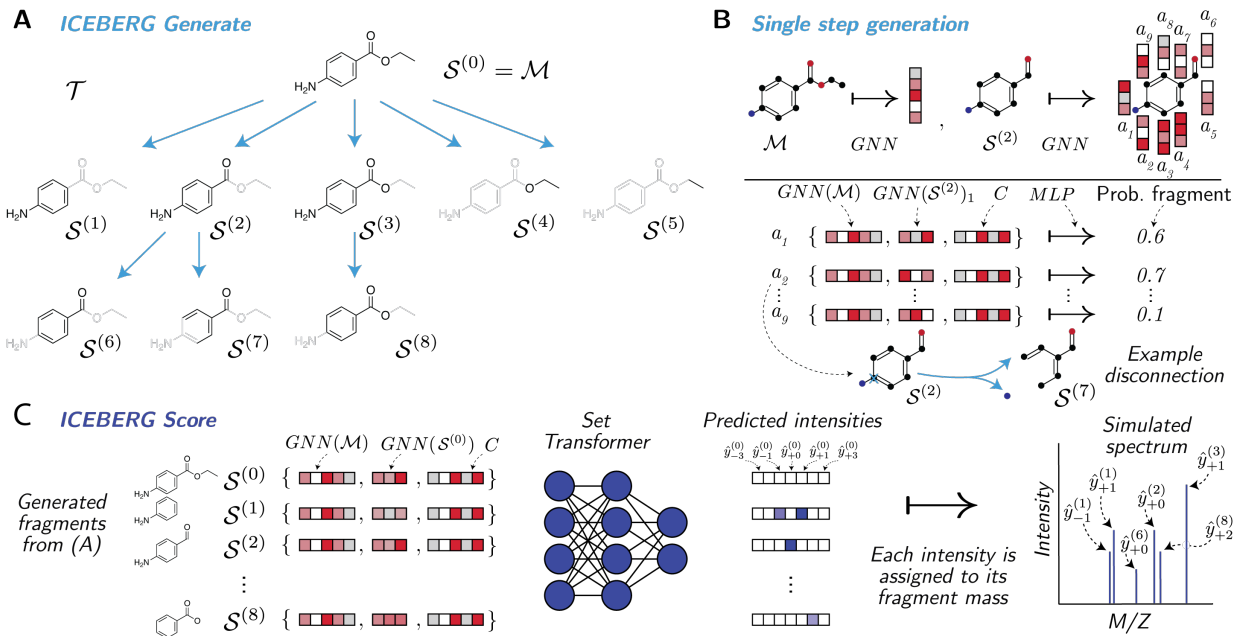 A ICEBERG Generate
𝒯
H₂N
O
O
𝒮⁽⁰⁾ = ℳ
H₂N
O
O
𝒮⁽¹⁾
H₂N
O
O
𝒮⁽²⁾
H₂N
O
O
𝒮⁽³⁾
H₂N
O
O
𝒮⁽⁴⁾
H₂N
O
O
𝒮⁽⁵⁾
H₂N
O
O
𝒮⁽⁶⁾
H₂N
O
O
𝒮⁽⁷⁾
H₂N
O
O
𝒮⁽⁸⁾
B Single step generation
ℳ
GNN
,
𝒮⁽²⁾
GNN
a₉ a₈ a₇ a₆
a₁ a₂ a₃ a₄ a₅
GNN(ℳ) GNN(𝒮⁽²⁾)₁ C MLP Prob. fragment
a₁ { , , } 0.6
a₂ { , , } 0.7
⋮ ⋮ ⋮
a₉ { , , } 0.1
𝒮⁽²⁾
𝒮⁽⁷⁾
Example
disconnection
C ICEBERG Score
Generated
fragments
from (A)
GNN(ℳ) GNN(𝒮⁽⁰⁾) C
H₂N
O
O
𝒮⁽⁰⁾ { , , }
H₂N
𝒮⁽¹⁾ { , , }
H₂N
O
𝒮⁽²⁾ { , , }
⋮
O
O
𝒮⁽⁸⁾ { , , }
Set
Transformer
Predicted intensities
ŷ₋₃⁽⁰⁾ ŷ₋₁⁽⁰⁾ ŷ₊₀⁽⁰⁾ ŷ₊₁⁽⁰⁾ ŷ₊₃⁽⁰⁾
⋮
Each intensity is
assigned to its
fragment mass
Simulated
spectrum
Intensity
ŷ₋₁⁽¹⁾
ŷ₊₁⁽¹⁾
ŷ₊₀⁽⁶⁾
ŷ₊₀⁽²⁾
ŷ₊₁⁽³⁾
ŷ₊₂⁽⁸⁾
M/Z